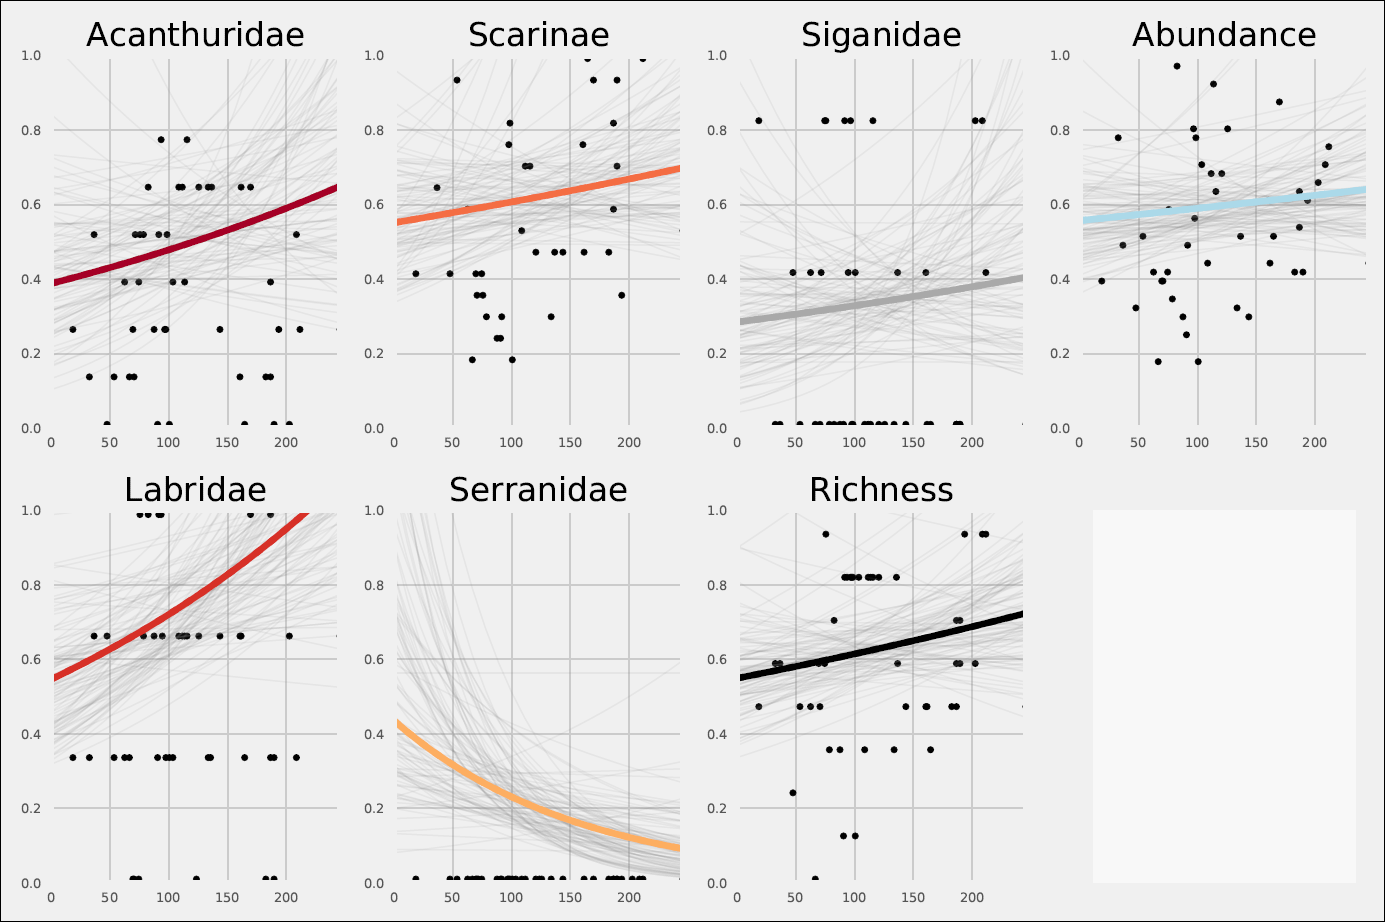 Acanthuridae Scarinae Siganidae Abundance
1.0 1.0 1.0 1.0
0.8 0.8 0.8 0.8
0.6 0.6 0.6 0.6
0.4 0.4 0.4 0.4
0.2 0.2 0.2 0.2
0.0 0.0 0.0 0.0
0 50 100 150 200 0 50 100 150 200 0 50 100 150 200 0 50 100 150 200
Labridae Serranidae Richness
1.0 1.0 1.0
0.8 0.8 0.8
0.6 0.6 0.6
0.4 0.4 0.4
0.2 0.2 0.2
0.0 0.0 0.0
0 50 100 150 200 0 50 100 150 200 0 50 100 150 200